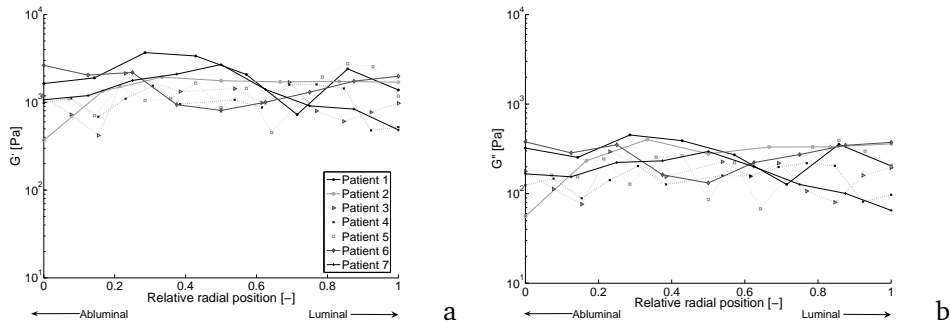 10^4
10^3
10^2
10^1
G' [Pa]
Patient 1
Patient 2
Patient 3
Patient 4
Patient 5
Patient 6
Patient 7
0 0.2 0.4 0.6 0.8 1
Relative radial position [–]
Abluminal Luminal
a
10^4
10^3
10^2
10^1
G" [Pa]
0 0.2 0.4 0.6 0.8 1
Relative radial position [–]
Abluminal Luminal
b